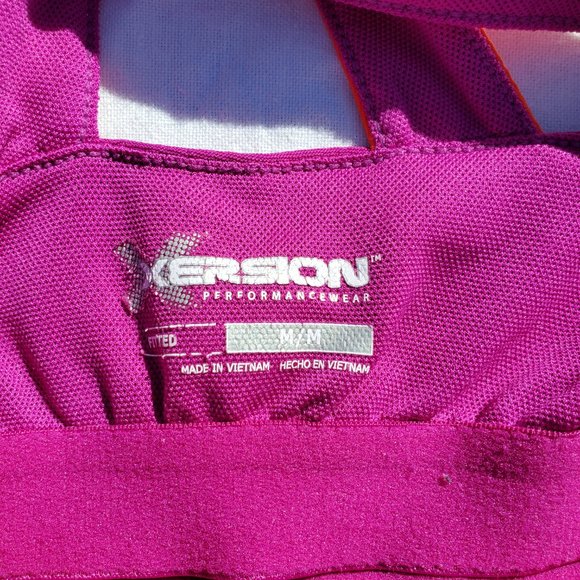 XERSION™
PERFORMANCEWEAR
FITTED M/M
MADE IN VIETNAM HECHO EN VIETNAM